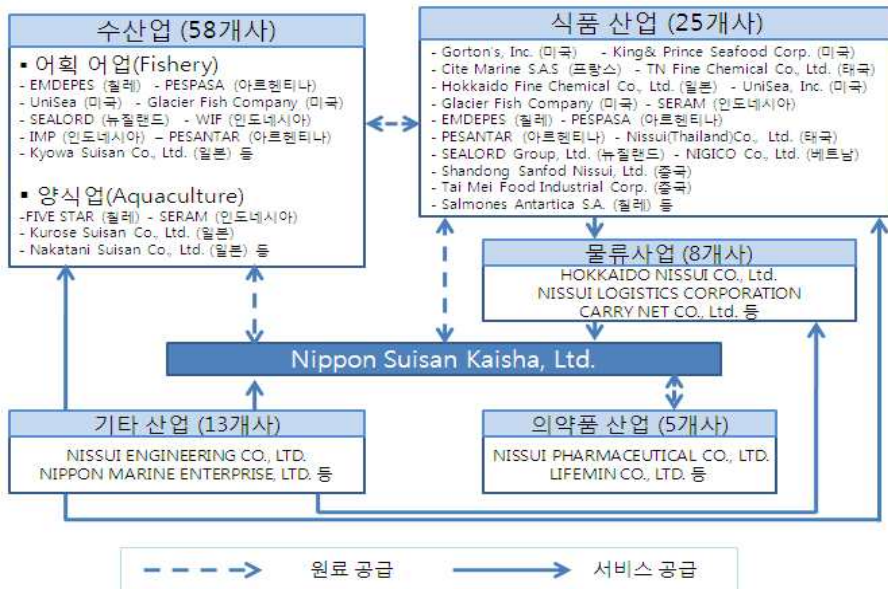 수산업 (58개사)
▪ 어획 어업(Fishery)
- EMDEPES (칠레) - PESPASA (아르헨티나)
- UniSea (미국) - Glacier Fish Company (미국)
- SEALORD (뉴질랜드) - WIF (인도네시아)
- IMP (인도네시아) – PESANTAR (아르헨티나)
- Kyowa Suisan Co., Ltd. (일본) 등
▪ 양식업(Aquaculture)
-FIVE STAR (칠레) - SERAM (인도네시아)
- Kurose Suisan Co., Ltd. (일본)
- Nakatani Suisan Co., Ltd. (일본) 등
식품 산업 (25개사)
- Gorton's, Inc. (미국) - King& Prince Seafood Corp. (미국)
- Cite Marine S.A.S (프랑스) - TN Fine Chemical Co., Ltd. (태국)
- Hokkaido Fine Chemical Co., Ltd. (일본) - UniSea, Inc. (미국)
- Glacier Fish Company (미국) - SERAM (인도네시아)
- EMDEPES (칠레) - PESPASA (아르헨티나)
- PESANTAR (아르헨티나) - Nissui(Thailand)Co., Ltd. (태국)
- SEALORD Group, Ltd. (뉴질랜드) - NIGICO Co., Ltd. (베트남)
- Shandong Sanfod Nissui, Ltd. (중국)
- Tai Mei Food Industrial Corp. (중국)
- Salmones Antartica S.A. (칠레) 등
물류사업 (8개사)
HOKKAIDO NISSUI CO., Ltd.
NISSUI LOGISTICS CORPORATION
CARRY NET CO., Ltd. 등
Nippon Suisan Kaisha, Ltd.
기타 산업 (13개사)
NISSUI ENGINEERING CO., LTD.
NIPPON MARINE ENTERPRISE, LTD. 등
의약품 산업 (5개사)
NISSUI PHARMACEUTICAL CO., LTD.
LIFEMIN CO., LTD. 등
원료 공급
서비스 공급